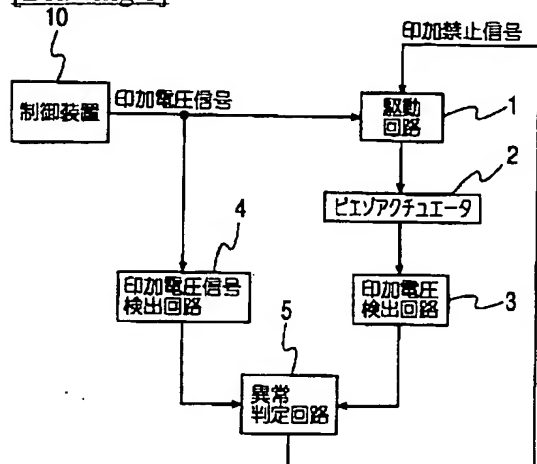 10
印加禁止信号
制御装置
印加電圧信号
駆動
回路
1
2
ピエゾアクチュエータ
4
印加電圧信号
検出回路
印加電圧
検出回路
3
5
異常
判定回路